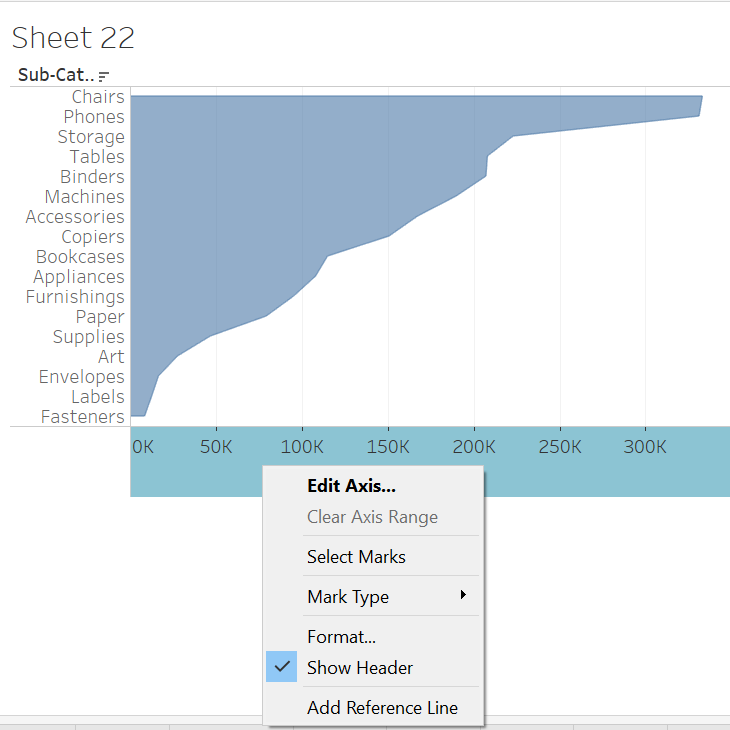 Sheet 22
Sub-Cat..
Chairs
Phones
Storage
Tables
Binders
Machines
Accessories
Copiers
Bookcases
Appliances
Furnishings
Paper
Supplies
Art
Envelopes
Labels
Fasteners
0K 50K 100K 150K 200K 250K 300K
Edit Axis...
Clear Axis Range
Select Marks
Mark Type
Format...
Show Header
Add Reference Line